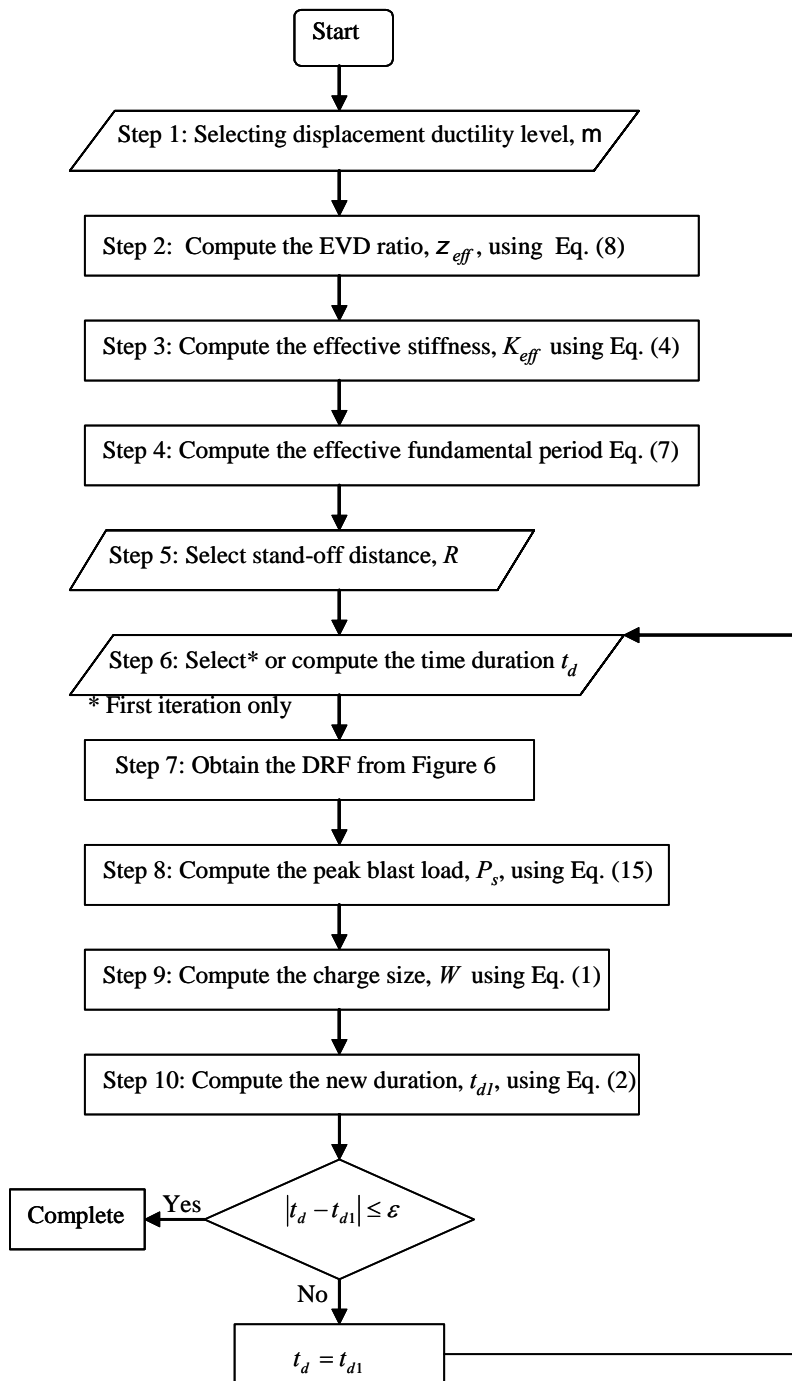 Start
Step 1: Selecting displacement ductility level, m
Step 2: Compute the EVD ratio, z_eff, using Eq. (8)
Step 3: Compute the effective stiffness, K_eff using Eq. (4)
Step 4: Compute the effective fundamental period Eq. (7)
Step 5: Select stand-off distance, R
Step 6: Select* or compute the time duration t_d
* First iteration only
Step 7: Obtain the DRF from Figure 6
Step 8: Compute the peak blast load, P_s, using Eq. (15)
Step 9: Compute the charge size, W using Eq. (1)
Step 10: Compute the new duration, t_d1, using Eq. (2)
|t_d − t_d1| ≤ ε
Yes
Complete
No
t_d = t_d1